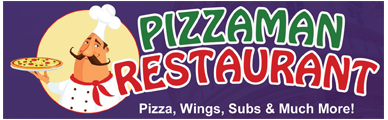 PIZZAMAN
RESTAURANT
Pizza, Wings, Subs & Much More!